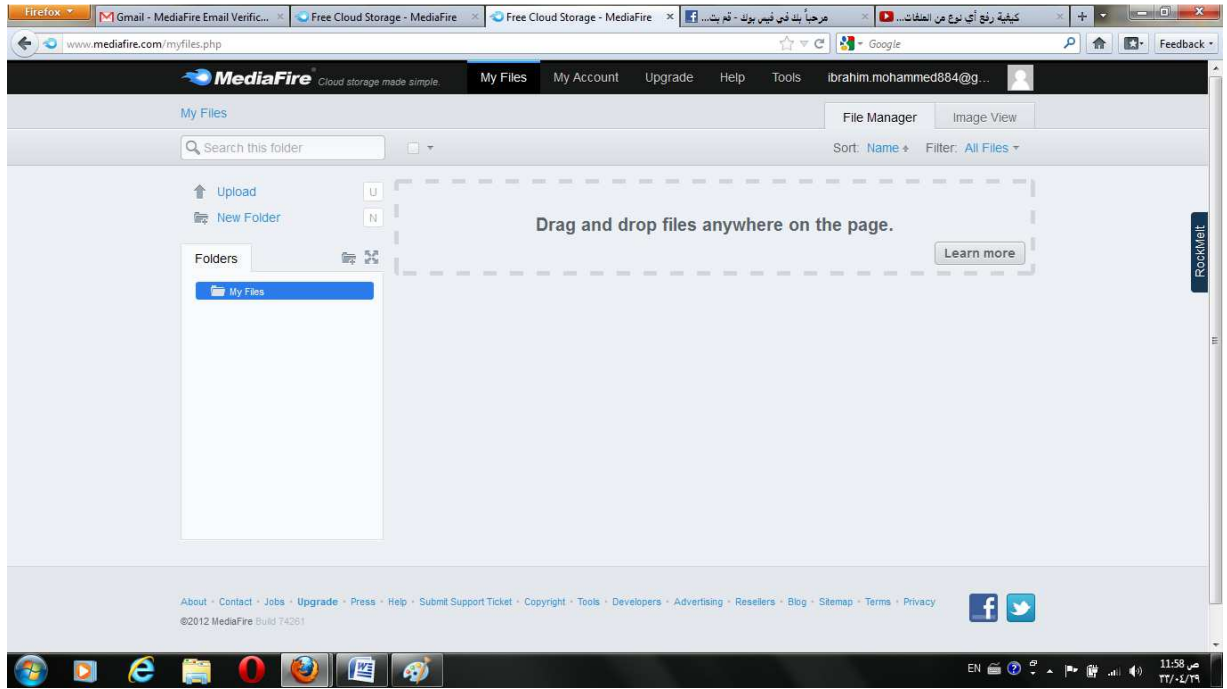 Firefox
Gmail - MediaFire Email Verific...
Free Cloud Storage - MediaFire
Free Cloud Storage - MediaFire
مرحباً بك في فيس بوك - تم بت...
كيفية رفع أي نوع من الملفات...
www.mediafire.com/myfiles.php
Google
Feedback
MediaFire Cloud storage made simple.
My Files My Account Upgrade Help Tools ibrahim.mohammed884@g...
My Files
File Manager Image View
Search this folder
Sort: Name Filter: All Files
Upload U
New Folder N
Drag and drop files anywhere on the page.
Learn more
Folders
My Files
RockMelt
About - Contact - Jobs - Upgrade - Press - Help - Submit Support Ticket - Copyright - Tools - Developers - Advertising - Resellers - Blog - Sitemap - Terms - Privacy
©2012 MediaFire Build 74261
EN
11:58 ص
٣٣/٠٤/٢٩